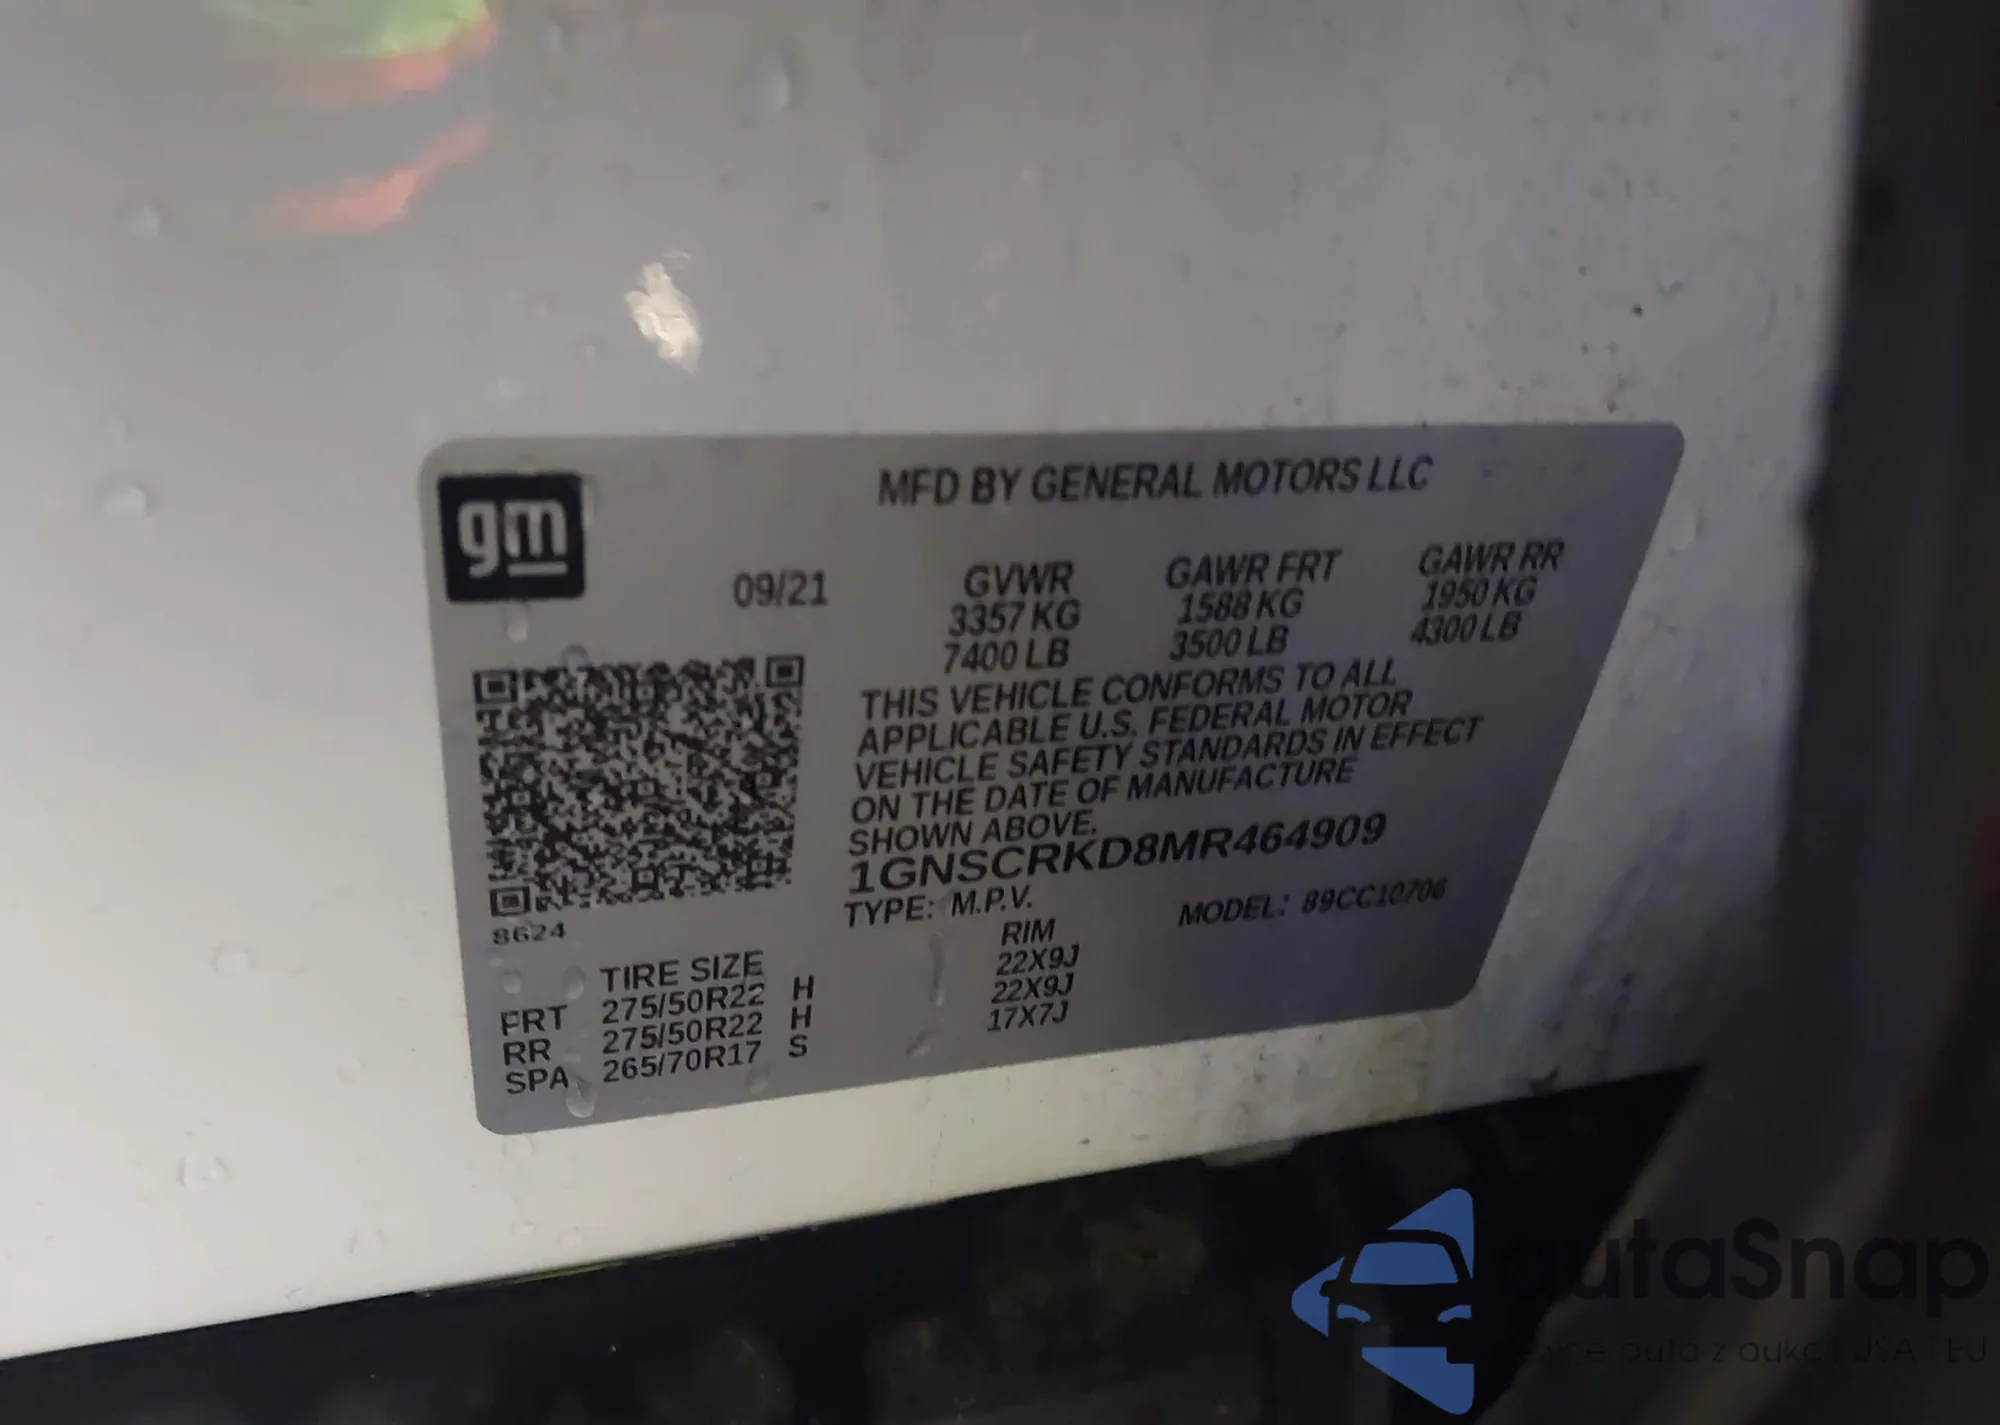 gm
MFD BY GENERAL MOTORS LLC
09/21
GVWR GAWR FRT GAWR RR
3357 KG 1588 KG 1950 KG
7400 LB 3500 LB 4300 LB
THIS VEHICLE CONFORMS TO ALL
APPLICABLE U.S. FEDERAL MOTOR
VEHICLE SAFETY STANDARDS IN EFFECT
ON THE DATE OF MANUFACTURE
SHOWN ABOVE.
1GNSCRKD8MR464909
TYPE: M.P.V. MODEL: 89CC10706
8624
TIRE SIZE RIM
FRT 275/50R22 H 22X9J
RR 275/50R22 H 22X9J
SPA 265/70R17 S 17X7J
autaSnap
auta z